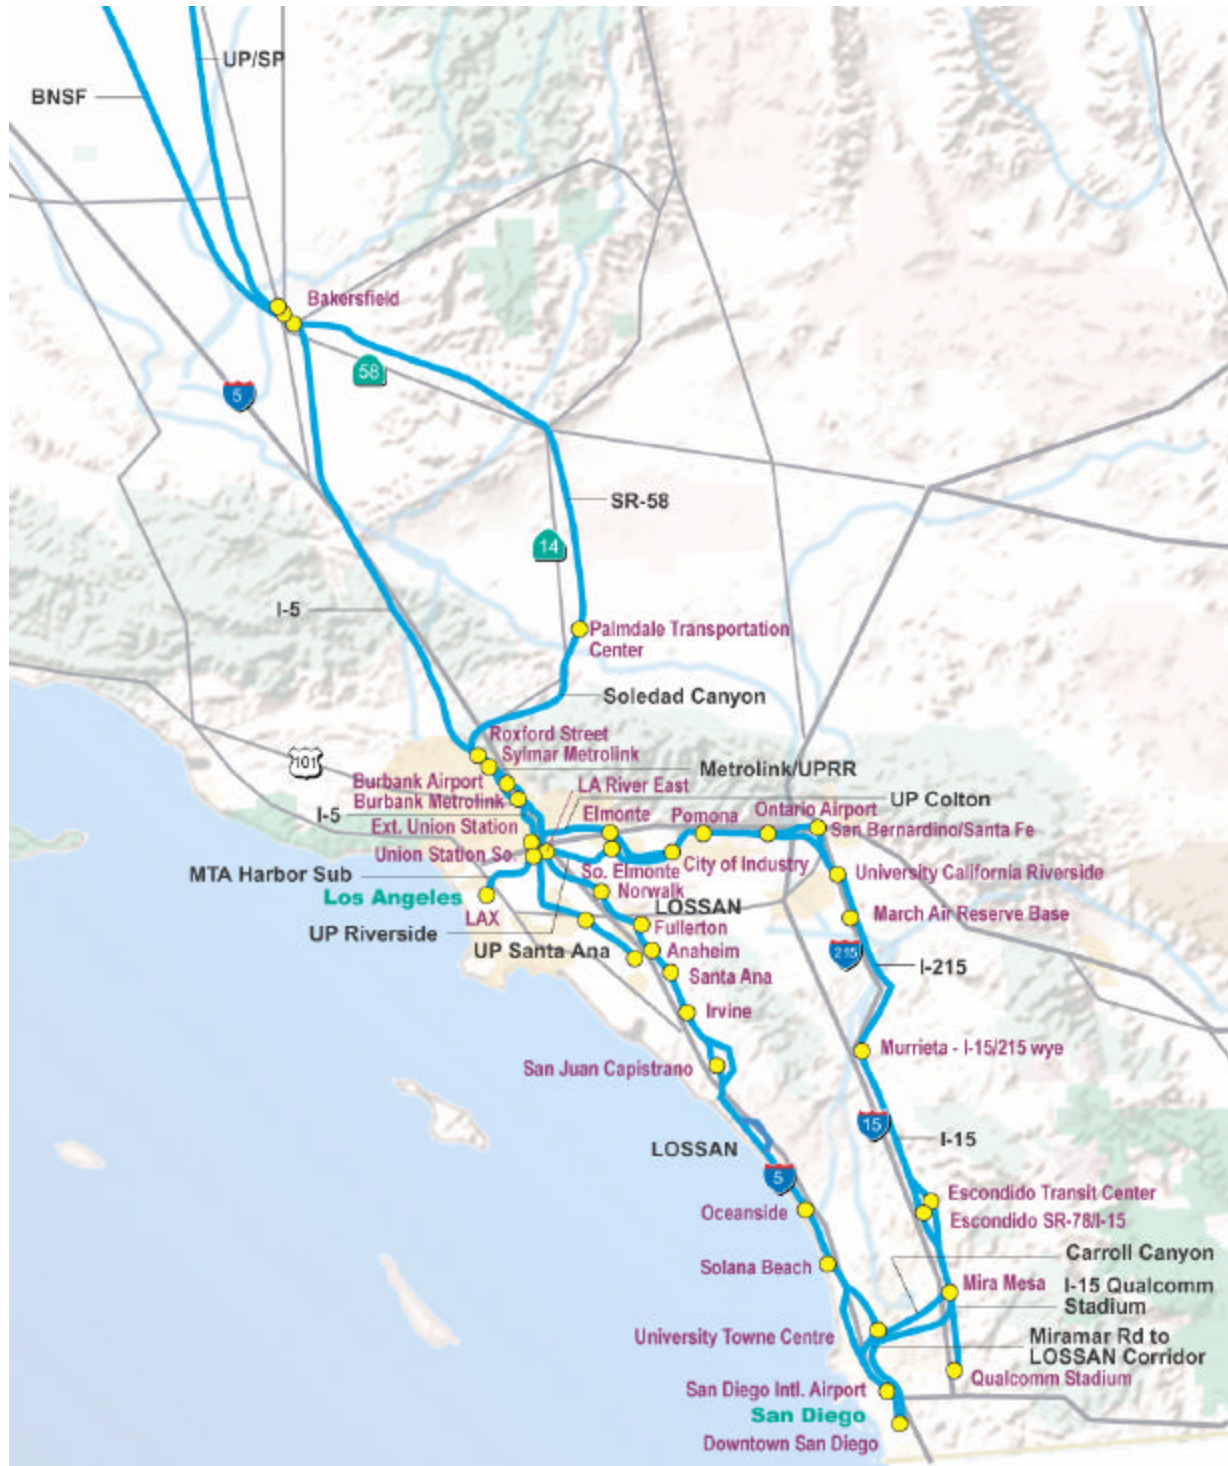 UP/SP
BNSF
Bakersfield
58
5
SR-58
14
I-5
Palmdale Transportation
Center
Soledad Canyon
Roxford Street
Sylmar Metrolink
101
Metrolink/UPRR
Burbank Airport
LA River East
Burbank Metrolink
UP Colton
I-5
Elmonte
Pomona
Ontario Airport
Ext. Union Station
San Bernardino/Santa Fe
Union Station So.
City of Industry
MTA Harbor Sub
So. Elmonte
University California Riverside
Norwalk
Los Angeles
LOSSAN
LAX
March Air Reserve Base
Fullerton
UP Riverside
UP Santa Ana
Anaheim
215
I-215
Santa Ana
Irvine
Murrieta - I-15/215 wye
San Juan Capistrano
15
I-15
LOSSAN
5
Escondido Transit Center
Oceanside
Escondido SR-78/I-15
Carroll Canyon
Solana Beach
Mira Mesa
I-15 Qualcomm
Stadium
University Towne Centre
Miramar Rd to
LOSSAN Corridor
Qualcomm Stadium
San Diego Intl. Airport
San Diego
Downtown San Diego